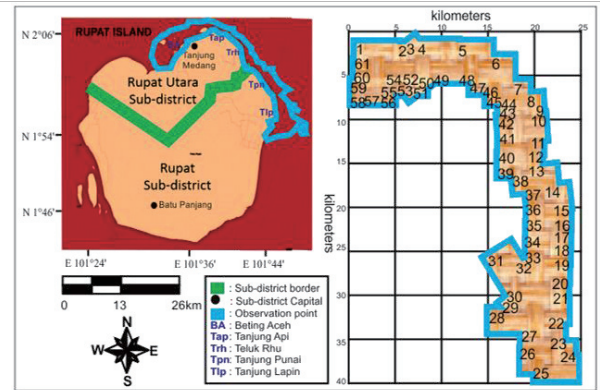 RUPAT ISLAND
N 2°06'
N 1°54'
N 1°46'
Tap
Tanjung
Medang
Trh
Tpn
Tlp
Rupat Utara
Sub-district
Rupat
Sub-district
Batu Panjang
E 101°24'
E 101°36'
E 101°44'
0 13 26km
N
W E
S
: Sub-district border
: Sub-district Capital
: Observation point
BA : Beting Aceh
Tap: Tanjung Api
Trh : Teluk Rhu
Tpn: Tanjung Punai
Tlp : Tanjung Lapin
kilometers
0 5 10 15 20 25
kilometers
5
10
15
20
25
30
35
40
1 2 3 4 5
61 6
60 54 52 50 49 48 7
59 55 53 51 47 46 8
58 57 56 45 44 9
43 10
42
41 11
40 12
39 13
38 14
37
36 15
35 16
34 17
33 18
31 32 19
20
30 21
29
28 22
27 23
26 24
25